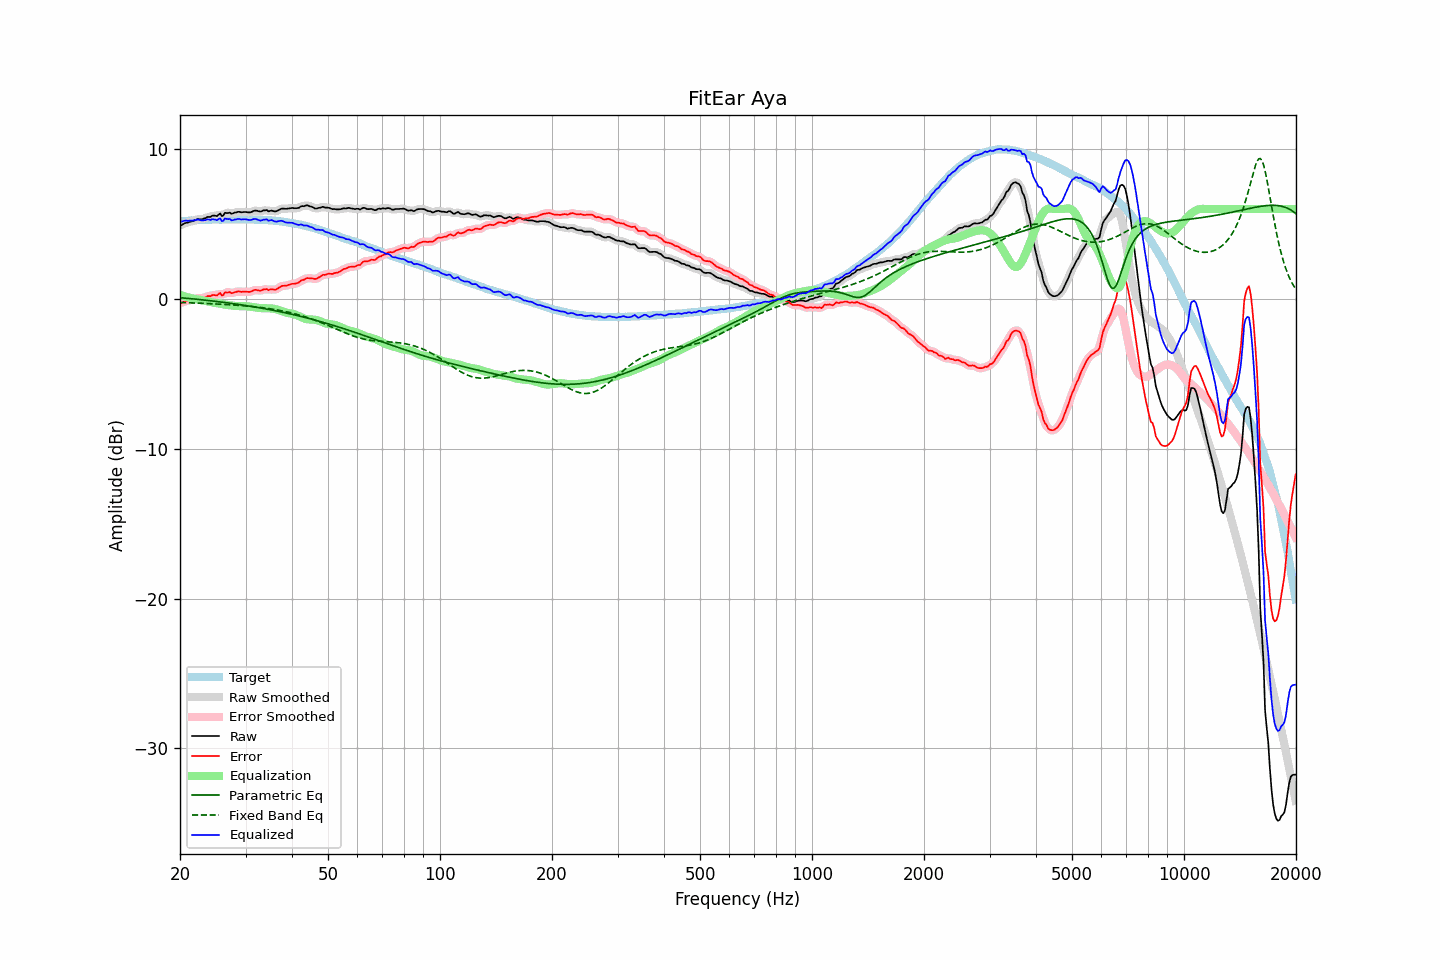 FitEar Aya
10
0
−10
−20
−30
Amplitude (dBr)
Target
Raw Smoothed
Error Smoothed
Raw
Error
Equalization
Parametric Eq
Fixed Band Eq
Equalized
20 50 100 200 500 1000 2000 5000 10000 20000
Frequency (Hz)